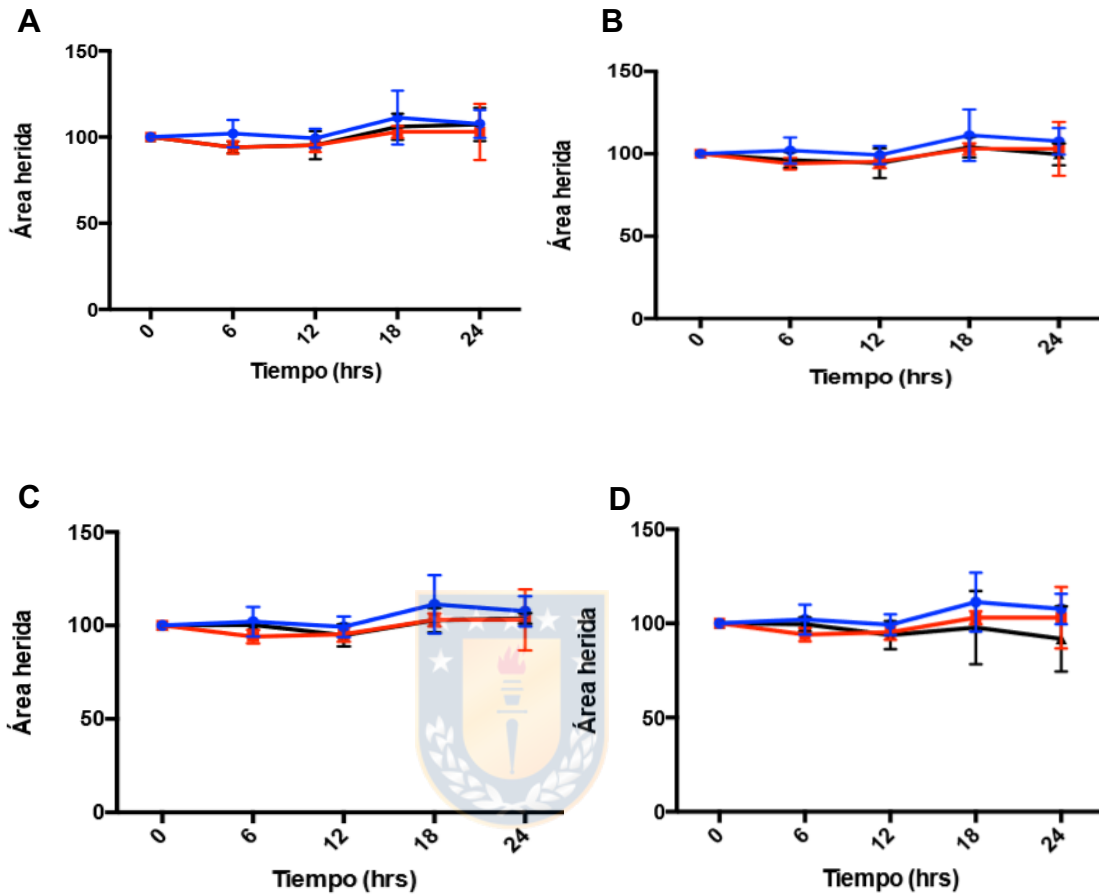 A
150
100
50
0
Área herida
0 6 12 18 24
Tiempo (hrs)
B
150
100
50
0
Área herida
0 6 12 18 24
Tiempo (hrs)
C
150
100
50
0
Área herida
0 6 12 18 24
Tiempo (hrs)
D
150
100
50
0
Área herida
0 6 12 18 24
Tiempo (hrs)